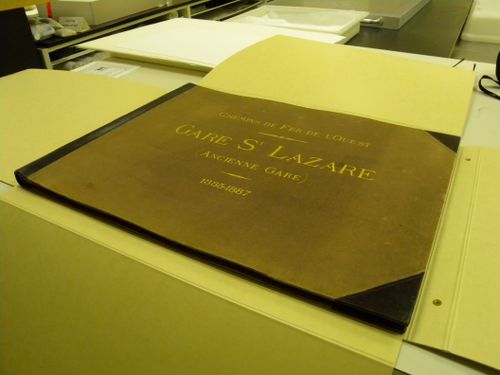 CHEMINS DE FER DE L'OUEST
GARE ST LAZARE
(ANCIENNE GARE)
1885-1887